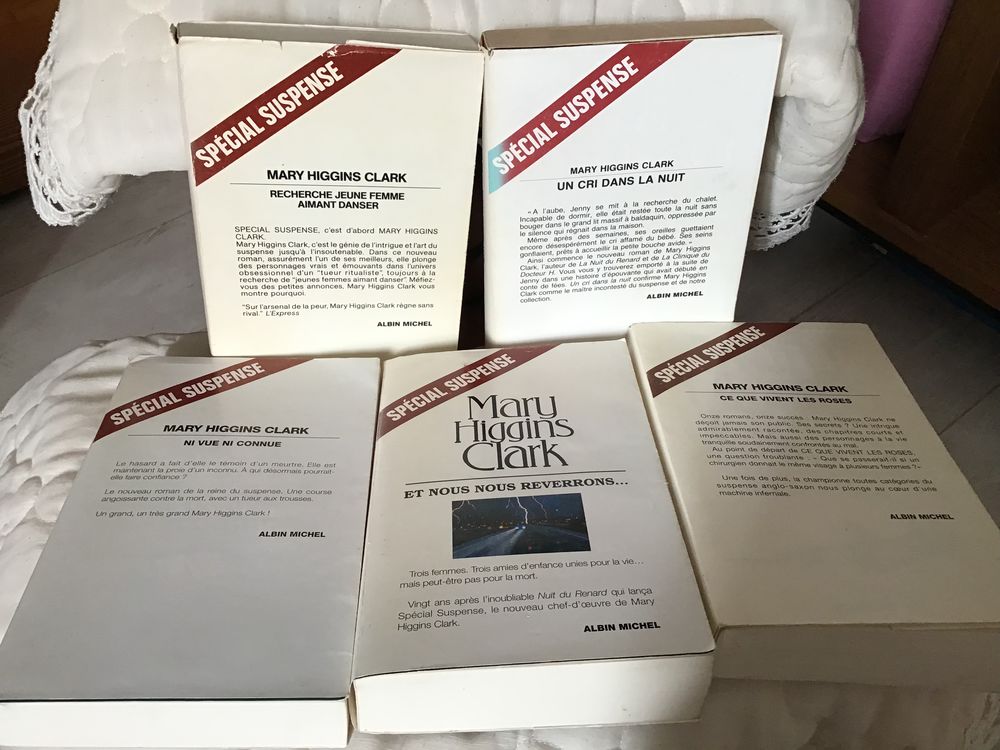 SPÉCIAL SUSPENSE
MARY HIGGINS CLARK
RECHERCHE JEUNE FEMME
AIMANT DANSER
SPECIAL SUSPENSE, c'est d'abord MARY HIGGINS
CLARK.
Mary Higgins Clark, c'est le génie de l'intrigue et l'art du
suspense jusqu'à l'insoutenable. Dans ce nouveau
roman, assurément l'un de ses meilleurs, elle plonge
des personnages vrais et émouvants dans l'univers
obsessionnel d'un "tueur ritualiste", toujours à la
recherche de "jeunes femmes aimant danser" Méfiez-
vous des petites annonces, Mary Higgins Clark vous
montre pourquoi.
"Sur l'arsenal de la peur, Mary Higgins Clark règne sans
rival." L'Express
ALBIN MICHEL
SPÉCIAL SUSPENSE
MARY HIGGINS CLARK
UN CRI DANS LA NUIT
« A l'aube, Jenny se mit à la recherche du chalet.
Incapable de dormir, elle était restée toute la nuit sans
bouger dans le grand lit massif à baldaquin, oppressée par
le silence qui régnait dans la maison.
Même après des semaines, ses oreilles guettaient
encore désespérément le cri affamé du bébé. Ses seins
gonflaient, prêts à accueillir la petite bouche avide. »
Ainsi commence le nouveau roman de Mary Higgins
Clark, l'auteur de La Nuit du Renard et de La Clinique du
Docteur H. Vous vous y trouverez emporté à la suite de
Jenny dans une histoire d'épouvante qui avait débuté en
conte de fées. Un cri dans la nuit confirme Mary Higgins
Clark comme le maître incontesté du suspense et de notre
collection.
ALBIN MICHEL
SPÉCIAL SUSPENSE
MARY HIGGINS CLARK
NI VUE NI CONNUE
Le hasard a fait d'elle le témoin d'un meurtre. Elle est
maintenant la proie d'un inconnu. À qui désormais pourrait-
elle faire confiance ?
Le nouveau roman de la reine du suspense. Une course
angoissante contre la mort, avec un tueur aux trousses.
Un grand, un très grand Mary Higgins Clark !
ALBIN MICHEL
SPÉCIAL SUSPENSE
Mary
Higgins
Clark
ET NOUS NOUS REVERRONS...
Trois femmes. Trois amies d'enfance unies pour la vie...
mais peut-être pas pour la mort.
Vingt ans après l'inoubliable Nuit du Renard qui lança
Spécial Suspense, le nouveau chef-d'œuvre de Mary
Higgins Clark.
ALBIN MICHEL
SPÉCIAL SUSPENSE
MARY HIGGINS CLARK
CE QUE VIVENT LES ROSES
Onze romans, onze succès : Mary Higgins Clark ne
déçoit jamais son public. Ses secrets ? Une intrigue
admirablement racontée, des chapitres courts et
impeccables. Mais aussi des personnages à la vie
tranquille soudainement confrontés au mal.
Au point de départ de CE QUE VIVENT LES ROSES,
une question troublante : « Que se passerait-il si un
chirurgien donnait le même visage à plusieurs femmes ? »
Une fois de plus, la championne toutes catégories du
suspense anglo-saxon nous plonge au cœur d'une
machine infernale.
ALBIN MICHEL